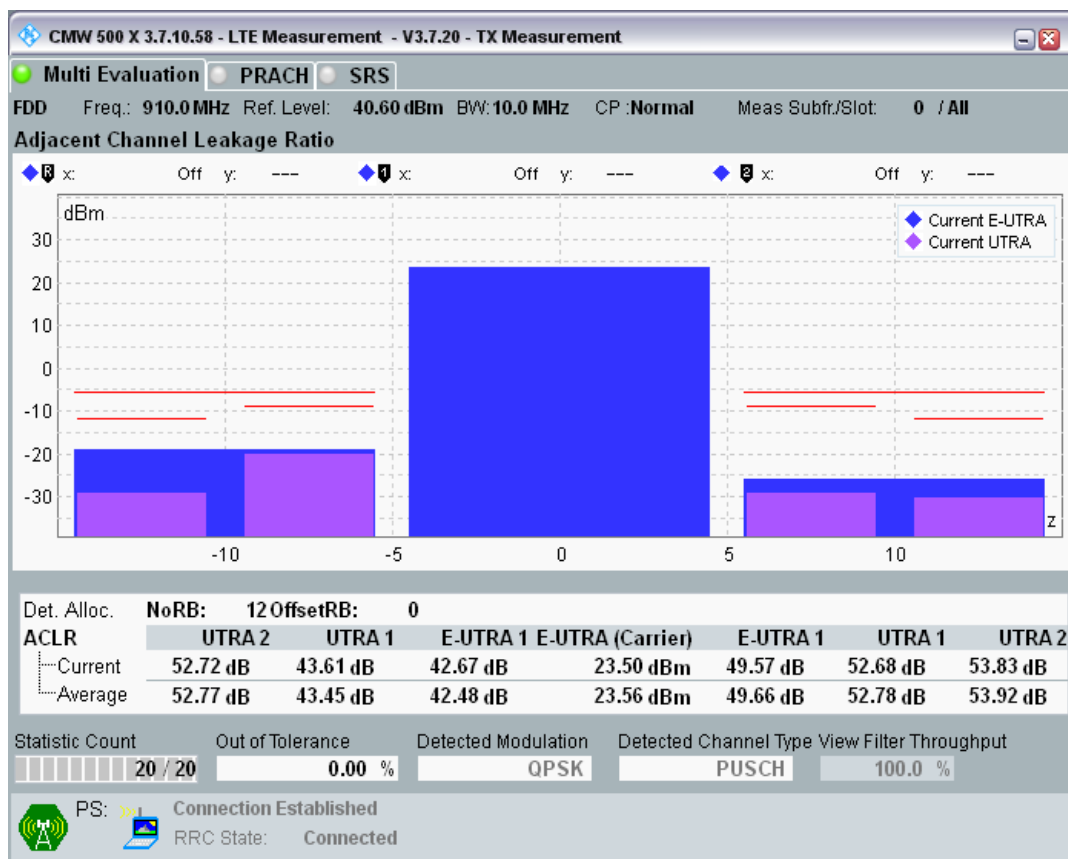 CMW 500 X 3.7.10.58 - LTE Measurement - V3.7.20 - TX Measurement
Multi Evaluation PRACH SRS
FDD Freq.: 910.0 MHz Ref. Level: 40.60 dBm BW: 10.0 MHz CP :Normal Meas Subfr./Slot: 0 / All
Adjacent Channel Leakage Ratio
R x: Off y: --- 1 x: Off y: --- 2 x: Off y: ---
dBm
Current E-UTRA
Current UTRA
30
20
10
0
-10
-20
-30
z
-10 -5 0 5 10
Det. Alloc. NoRB: 12 OffsetRB: 0
ACLR UTRA 2 UTRA 1 E-UTRA 1 E-UTRA (Carrier) E-UTRA 1 UTRA 1 UTRA 2
Current 52.72 dB 43.61 dB 42.67 dB 23.50 dBm 49.57 dB 52.68 dB 53.83 dB
Average 52.77 dB 43.45 dB 42.48 dB 23.56 dBm 49.66 dB 52.78 dB 53.92 dB
Statistic Count Out of Tolerance Detected Modulation Detected Channel Type View Filter Throughput
20 / 20 0.00 % QPSK PUSCH 100.0 %
PS: Connection Established
RRC State: Connected